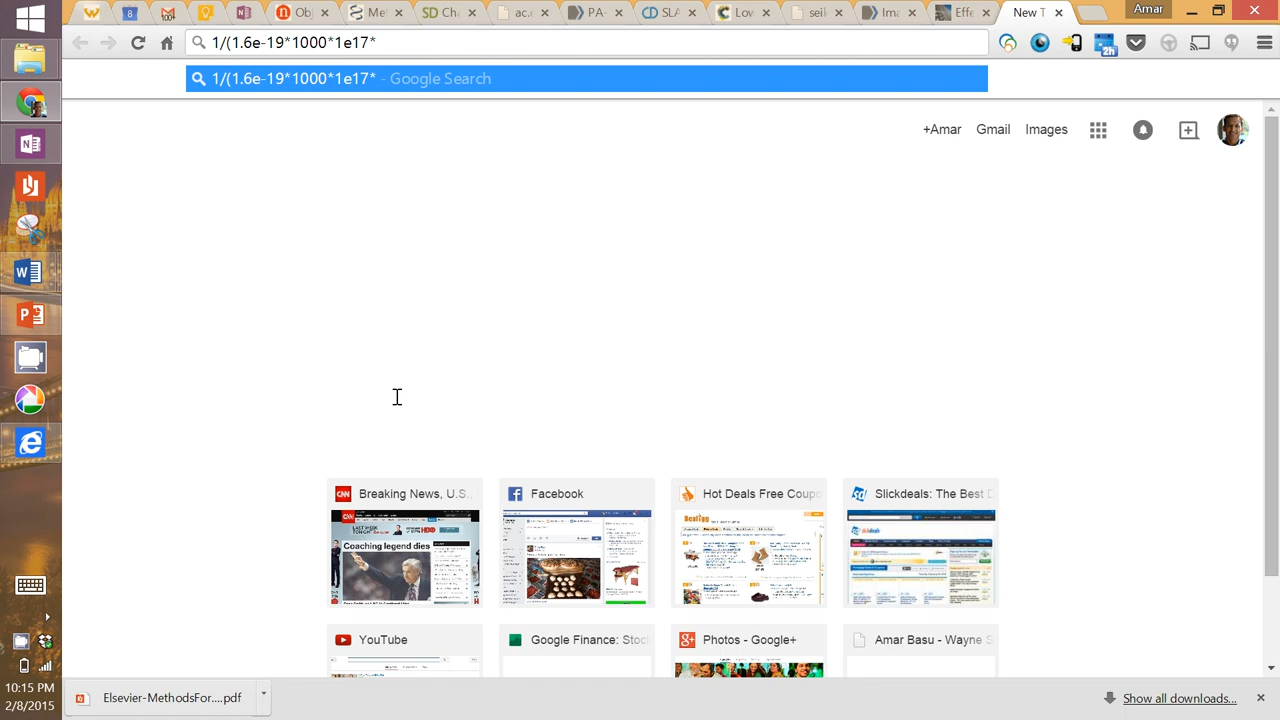 Obj
Me
Ch
ac.
PA
SLA
Lov
seil
Ima
Effe
New T
Amar
1/(1.6e-19*1000*1e17*
1/(1.6e-19*1000*1e17* - Google Search
+Amar Gmail Images
Breaking News, U.S..
Facebook
Hot Deals Free Coupo
Slickdeals: The Best D
Coaching legend dies
YouTube
Google Finance: Stoc
Photos - Google+
Amar Basu - Wayne S
10:15 PM
2/8/2015
Elsevier-MethodsFor....pdf
Show all downloads...